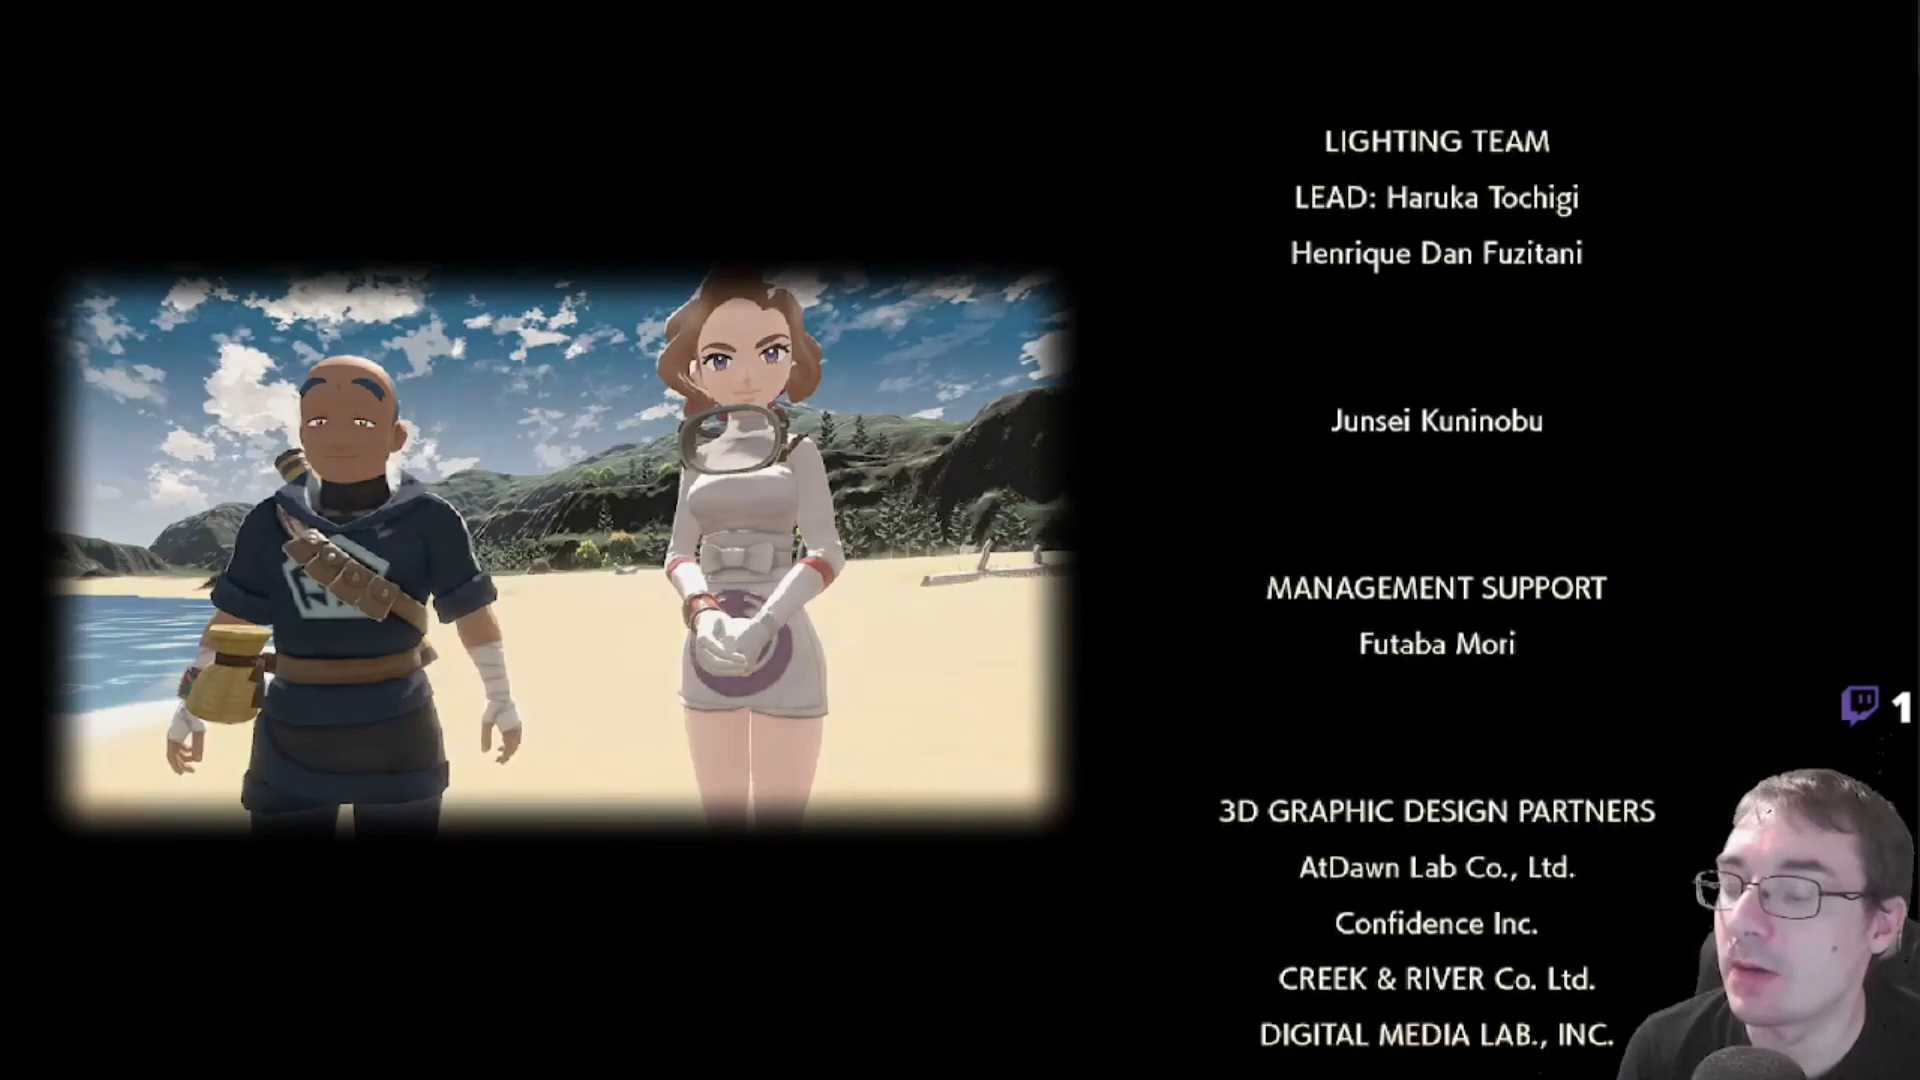 LIGHTING TEAM
LEAD: Haruka Tochigi
Henrique Dan Fuzitani
Junsei Kuninobu
MANAGEMENT SUPPORT
Futaba Mori
1
3D GRAPHIC DESIGN PARTNERS
AtDawn Lab Co., Ltd.
Confidence Inc.
CREEK & RIVER Co. Ltd.
DIGITAL MEDIA LAB., INC.